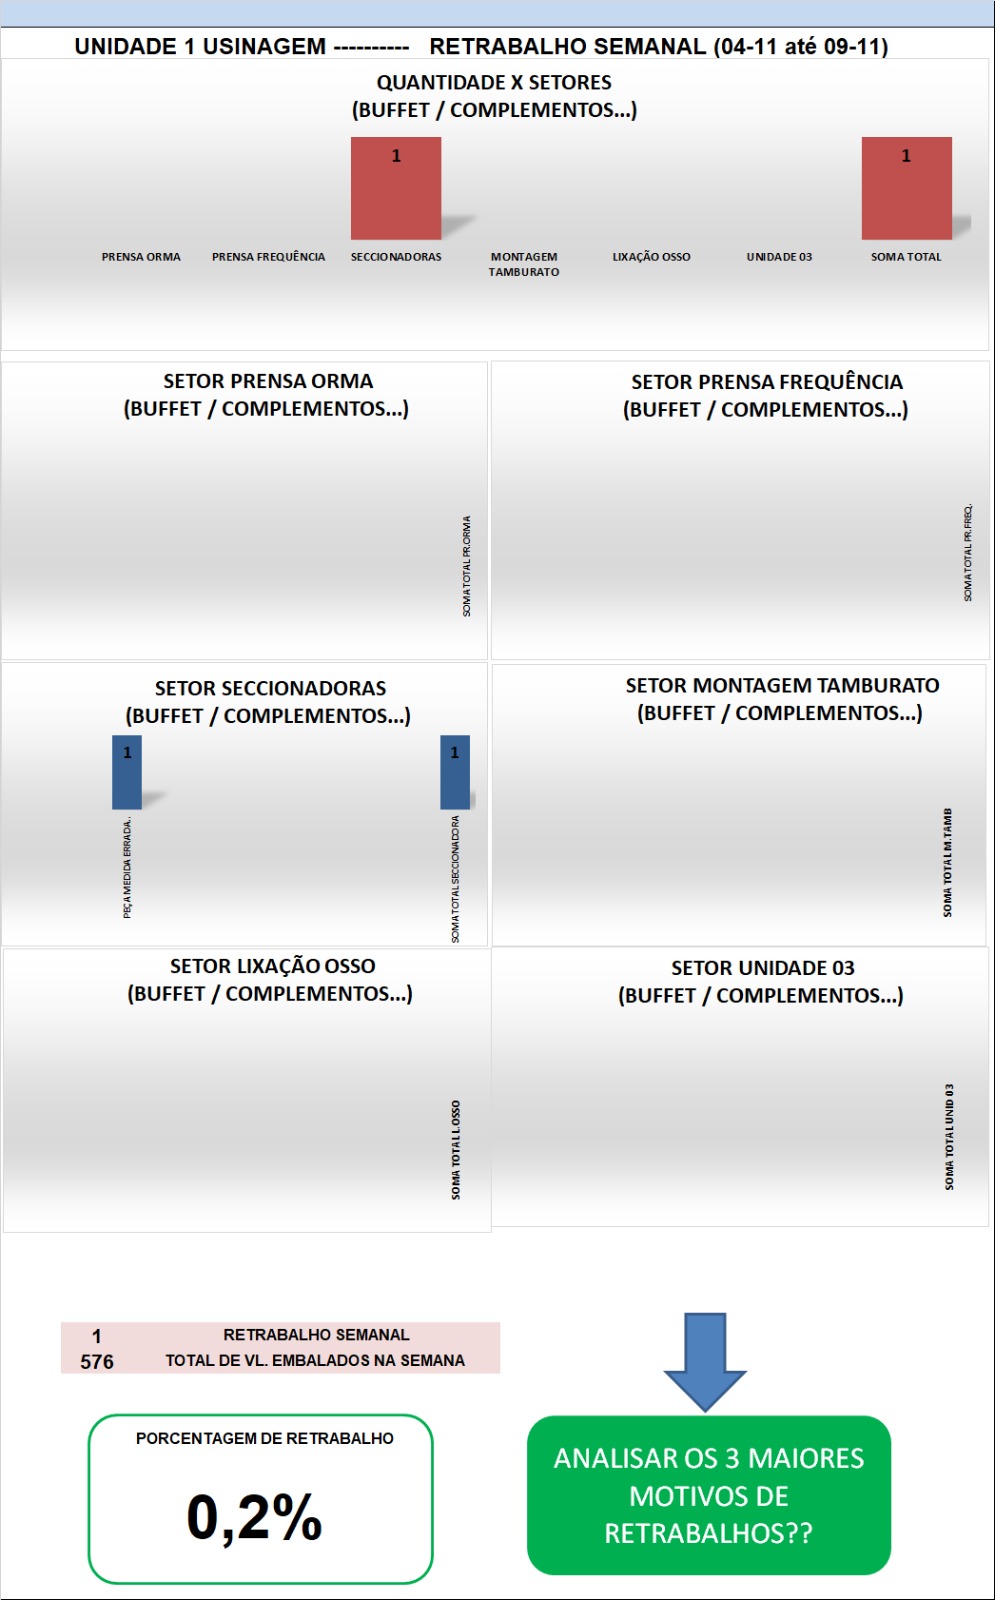 UNIDADE 1 USINAGEM ---------- RETRABALHO SEMANAL (04-11 até 09-11)
QUANTIDADE X SETORES
(BUFFET / COMPLEMENTOS...)
1
1
PRENSA ORMA
PRENSA FREQUÊNCIA
SECCIONADORAS
MONTAGEM
TAMBURATO
LIXAÇÃO OSSO
UNIDADE 03
SOMA TOTAL
SETOR PRENSA ORMA
(BUFFET / COMPLEMENTOS...)
SOMA TOTAL PR.ORMA
SETOR PRENSA FREQUÊNCIA
(BUFFET / COMPLEMENTOS...)
SOMA TOTAL PR.FREQ.
SETOR SECCIONADORAS
(BUFFET / COMPLEMENTOS...)
1
1
PEÇA MEDIDA ERRADA..
SOMA TOTAL SECCIONADORA
SETOR MONTAGEM TAMBURATO
(BUFFET / COMPLEMENTOS...)
SOMA TOTAL M.TAMB
SETOR LIXAÇÃO OSSO
(BUFFET / COMPLEMENTOS...)
SOMA TOTAL L.OSSO
SETOR UNIDADE 03
(BUFFET / COMPLEMENTOS...)
SOMA TOTAL UNID 03
1 RETRABALHO SEMANAL
576 TOTAL DE VL. EMBALADOS NA SEMANA
PORCENTAGEM DE RETRABALHO
0,2%
ANALISAR OS 3 MAIORES
MOTIVOS DE
RETRABALHOS??